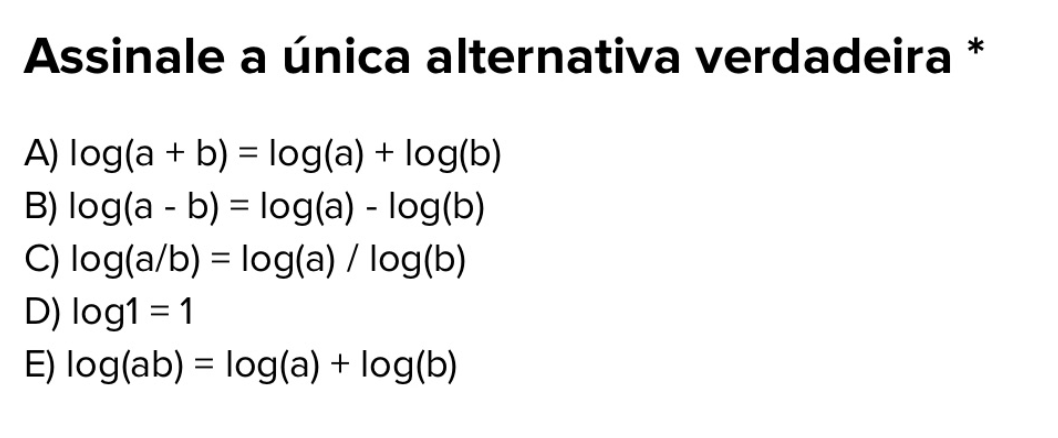 Assinale a única alternativa verdadeira *
A) log(a + b) = log(a) + log(b)
B) log(a - b) = log(a) - log(b)
C) log(a/b) = log(a) / log(b)
D) log1 = 1
E) log(ab) = log(a) + log(b)